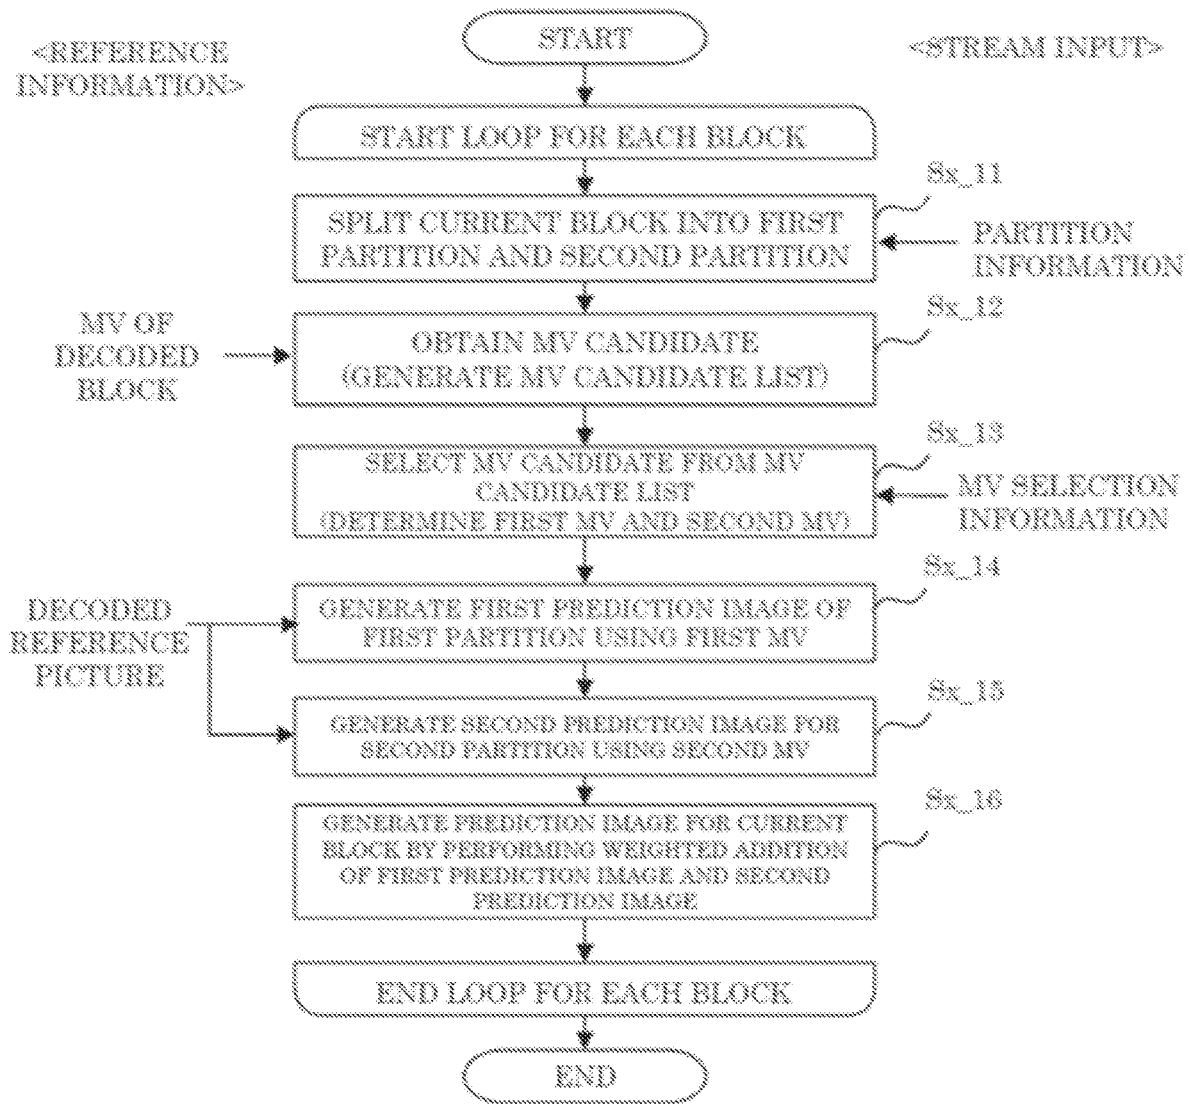 START
<REFERENCE
INFORMATION>
<STREAM INPUT>
START LOOP FOR EACH BLOCK
Sx_11
SPLIT CURRENT BLOCK INTO FIRST
PARTITION AND SECOND PARTITION
PARTITION
INFORMATION
Sx_12
MV OF
DECODED
BLOCK
OBTAIN MV CANDIDATE
(GENERATE MV CANDIDATE LIST)
Sx_13
SELECT MV CANDIDATE FROM MV
CANDIDATE LIST
(DETERMINE FIRST MV AND SECOND MV)
MV SELECTION
INFORMATION
Sx_14
DECODED
REFERENCE
PICTURE
GENERATE FIRST PREDICTION IMAGE OF
FIRST PARTITION USING FIRST MV
Sx_15
GENERATE SECOND PREDICTION IMAGE FOR
SECOND PARTITION USING SECOND MV
Sx_16
GENERATE PREDICTION IMAGE FOR CURRENT
BLOCK BY PERFORMING WEIGHTED ADDITION
OF FIRST PREDICTION IMAGE AND SECOND
PREDICTION IMAGE
END LOOP FOR EACH BLOCK
END